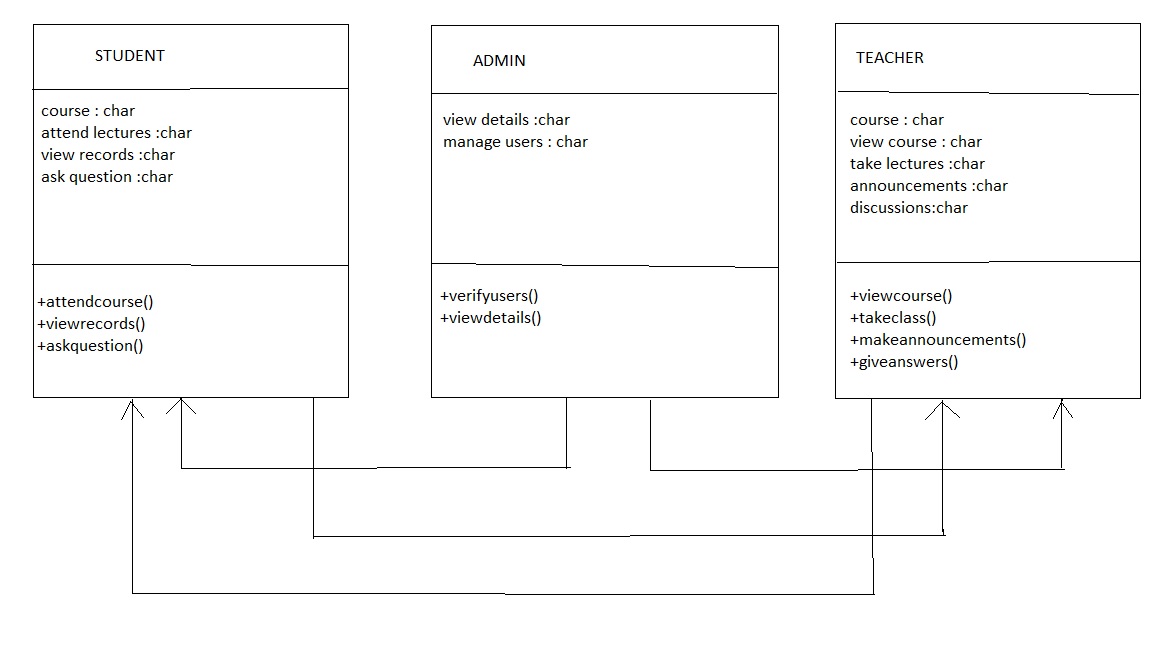 STUDENT
course : char
attend lectures :char
view records :char
ask question :char
+attendcourse()
+viewrecords()
+askquestion()
ADMIN
view details :char
manage users : char
+verifyusers()
+viewdetails()
TEACHER
course : char
view course : char
take lectures :char
announcements :char
discussions:char
+viewcourse()
+takeclass()
+makeannouncements()
+giveanswers()